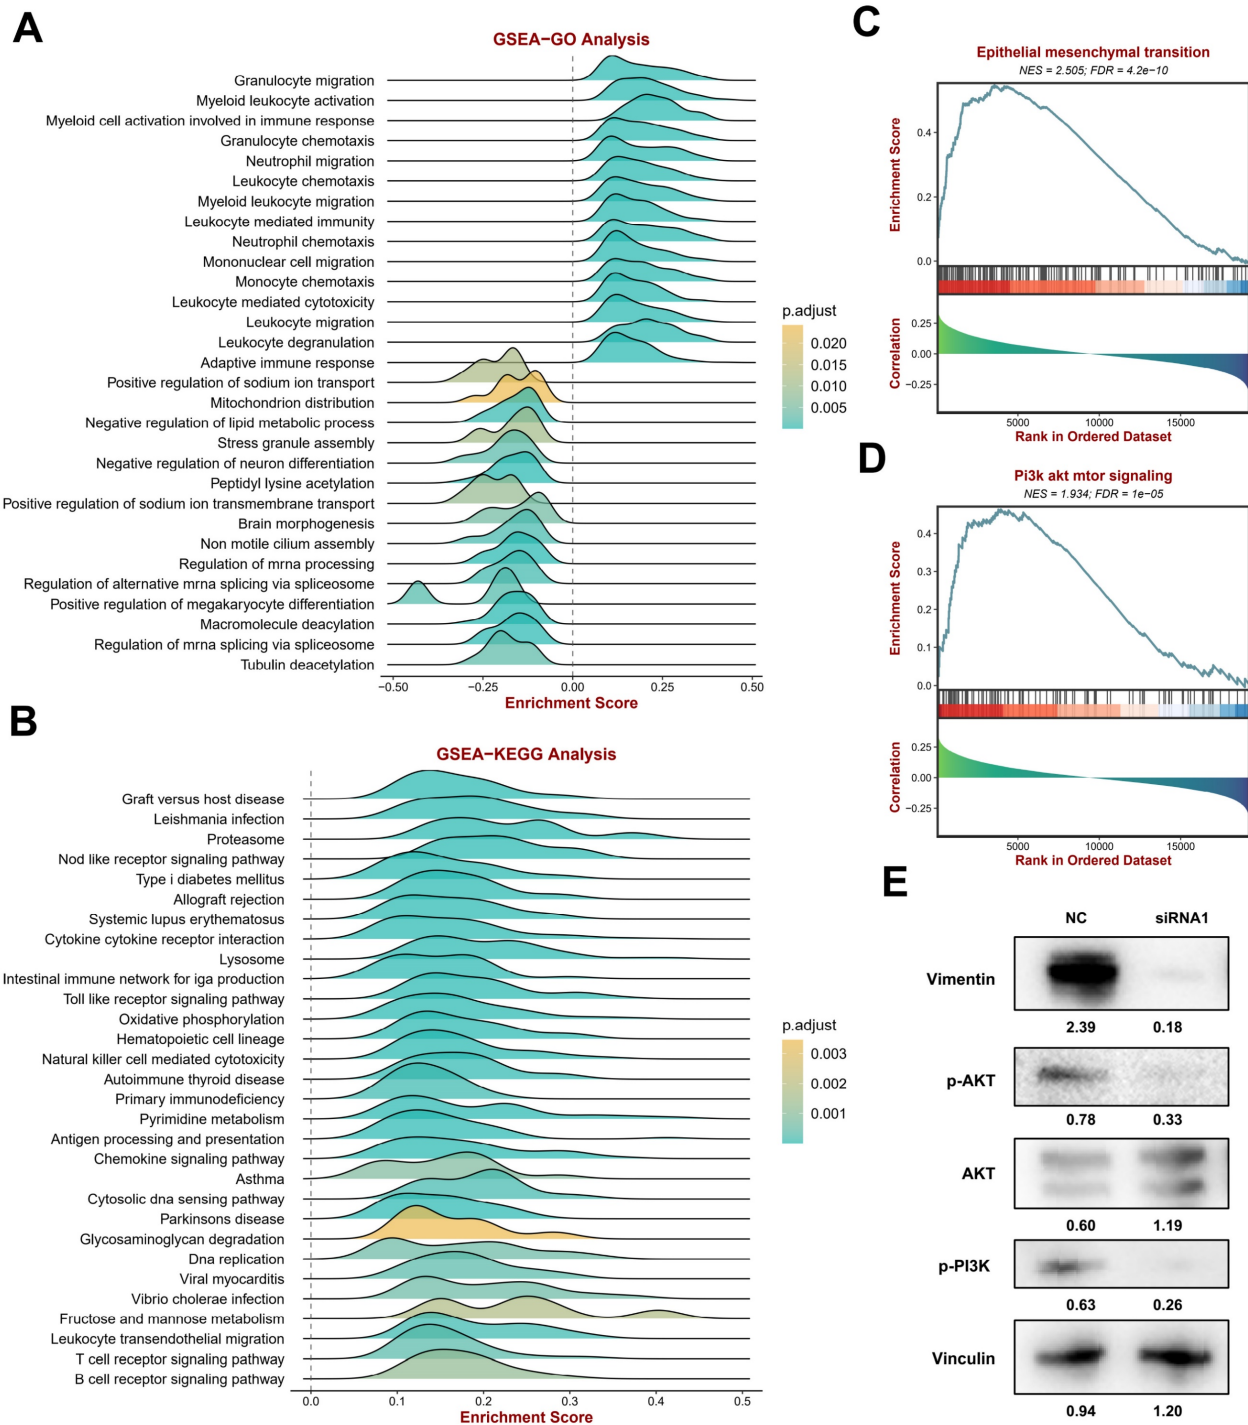 A
GSEA−GO Analysis
Granulocyte migration
Myeloid leukocyte activation
Myeloid cell activation involved in immune response
Granulocyte chemotaxis
Neutrophil migration
Leukocyte chemotaxis
Myeloid leukocyte migration
Leukocyte mediated immunity
Neutrophil chemotaxis
Mononuclear cell migration
Monocyte chemotaxis
Leukocyte mediated cytotoxicity
Leukocyte migration
Leukocyte degranulation
Adaptive immune response
Positive regulation of sodium ion transport
Mitochondrion distribution
Negative regulation of lipid metabolic process
Stress granule assembly
Negative regulation of neuron differentiation
Peptidyl lysine acetylation
Positive regulation of sodium ion transmembrane transport
Brain morphogenesis
Non motile cilium assembly
Regulation of mrna processing
Regulation of alternative mrna splicing via spliceosome
Positive regulation of megakaryocyte differentiation
Macromolecule deacylation
Regulation of mrna splicing via spliceosome
Tubulin deacetylation
−0.50 −0.25 0.00 0.25 0.50
Enrichment Score
p.adjust
0.020
0.015
0.010
0.005
B
GSEA−KEGG Analysis
Graft versus host disease
Leishmania infection
Proteasome
Nod like receptor signaling pathway
Type i diabetes mellitus
Allograft rejection
Systemic lupus erythematosus
Cytokine cytokine receptor interaction
Lysosome
Intestinal immune network for iga production
Toll like receptor signaling pathway
Oxidative phosphorylation
Hematopoietic cell lineage
Natural killer cell mediated cytotoxicity
Autoimmune thyroid disease
Primary immunodeficiency
Pyrimidine metabolism
Antigen processing and presentation
Chemokine signaling pathway
Asthma
Cytosolic dna sensing pathway
Parkinsons disease
Glycosaminoglycan degradation
Dna replication
Viral myocarditis
Vibrio cholerae infection
Fructose and mannose metabolism
Leukocyte transendothelial migration
T cell receptor signaling pathway
B cell receptor signaling pathway
0.0 0.1 0.2 0.3 0.4 0.5
Enrichment Score
p.adjust
0.003
0.002
0.001
C
Epithelial mesenchymal transition
NES = 2.505; FDR = 4.2e−10
Enrichment Score
0.4
0.2
0.0
Correlation
0.25
0.00
−0.25
5000 10000 15000
Rank in Ordered Dataset
D
Pi3k akt mtor signaling
NES = 1.934; FDR = 1e−05
Enrichment Score
0.4
0.3
0.2
0.1
0.0
Correlation
0.25
0.00
−0.25
5000 10000 15000
Rank in Ordered Dataset
E
NC siRNA1
Vimentin
2.39 0.18
p-AKT
0.78 0.33
AKT
0.60 1.19
p-PI3K
0.63 0.26
Vinculin
0.94 1.20